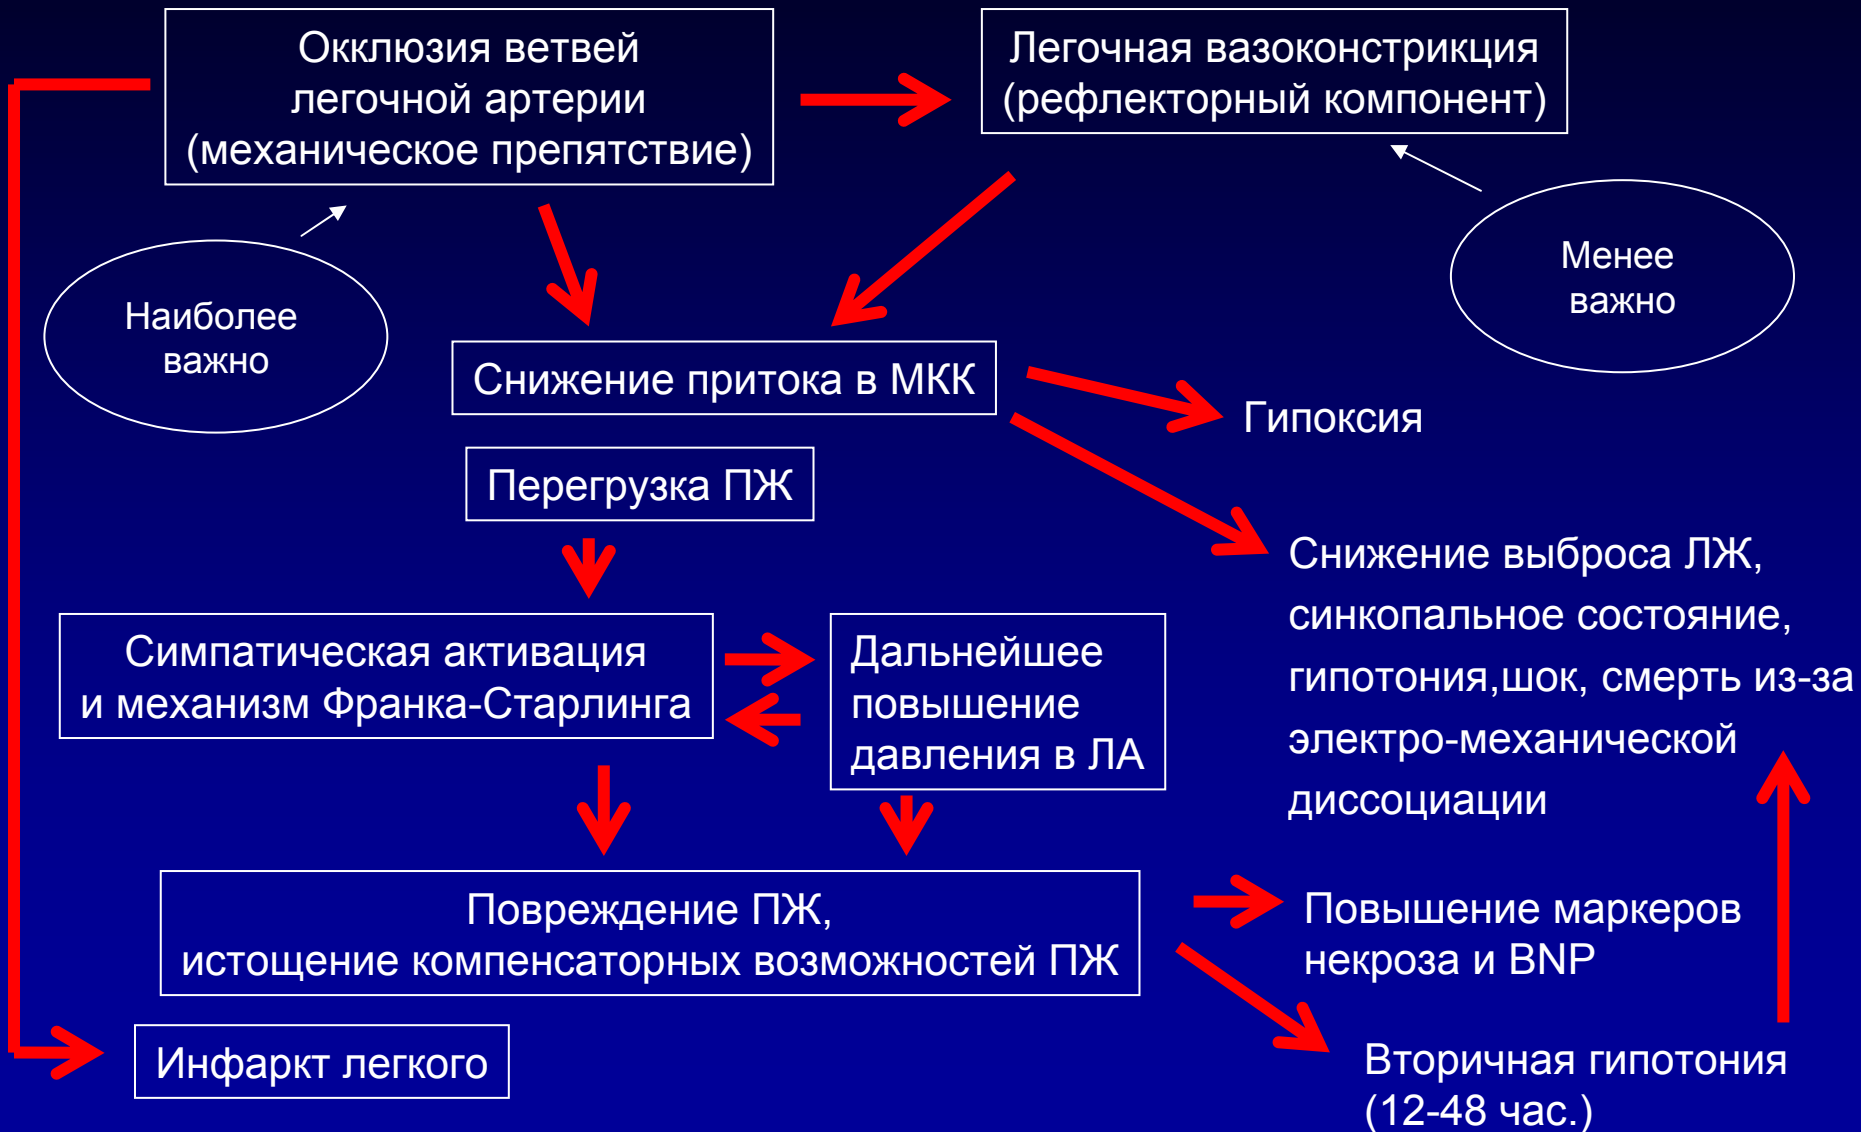 Окклюзия ветвей
легочной артерии
(механическое препятствие)
Легочная вазоконстрикция
(рефлекторный компонент)
Наиболее
важно
Менее
важно
Снижение притока в МКК
Гипоксия
Перегрузка ПЖ
Снижение выброса ЛЖ,
синкопальное состояние,
гипотония,шок, смерть из-за
электро-механической
диссоциации
Симпатическая активация
и механизм Франка-Старлинга
Дальнейшее
повышение
давления в ЛА
Повреждение ПЖ,
истощение компенсаторных возможностей ПЖ
Повышение маркеров
некроза и BNP
Инфаркт легкого
Вторичная гипотония
(12-48 час.)